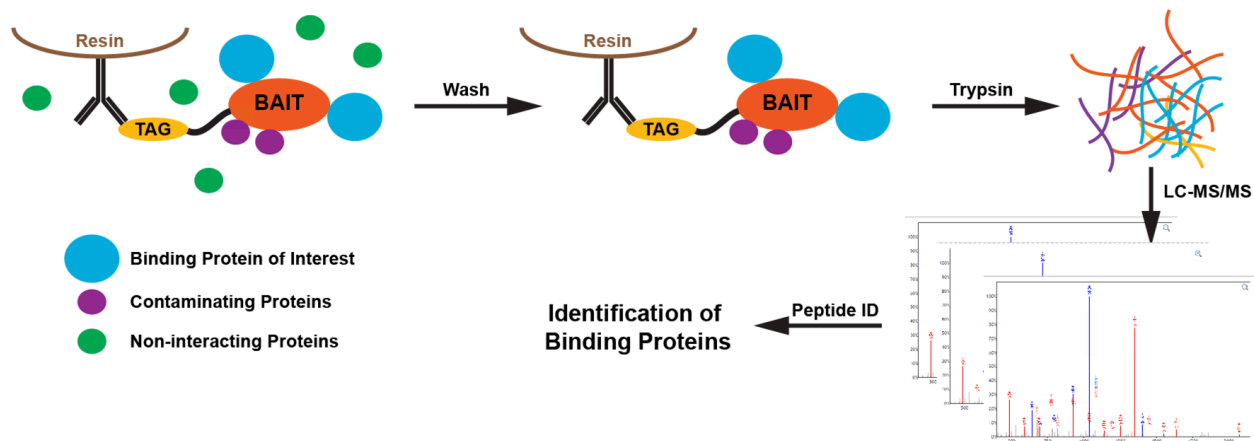 Resin
BAIT
TAG
Wash
Resin
BAIT
TAG
Trypsin
LC-MS/MS
Binding Protein of Interest
Contaminating Proteins
Non-interacting Proteins
Identification of
Binding Proteins
Peptide ID